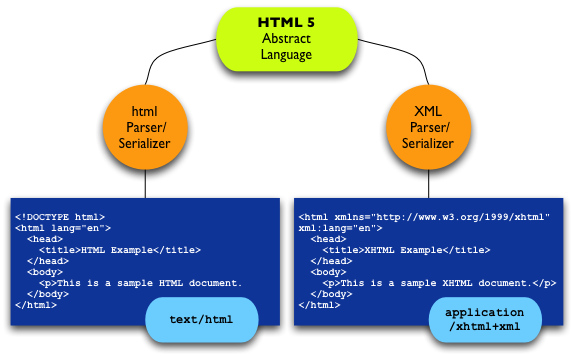 HTML 5
Abstract
Language
html
Parser/
Serializer
XML
Parser/
Serializer
<!DOCTYPE html>
<html lang="en">
  <head>
    <title>HTML Example</title>
  </head>
  <body>
    <p>This is a sample HTML document.
  </body>
</html>
text/html
<html xmlns="http://www.w3.org/1999/xhtml"
xml:lang="en">
  <head>
    <title>XHTML Example</title>
  </head>
  <body>
    <p>This is a sample XHTML document.</p>
  </body>
</html>
application
/xhtml+xml